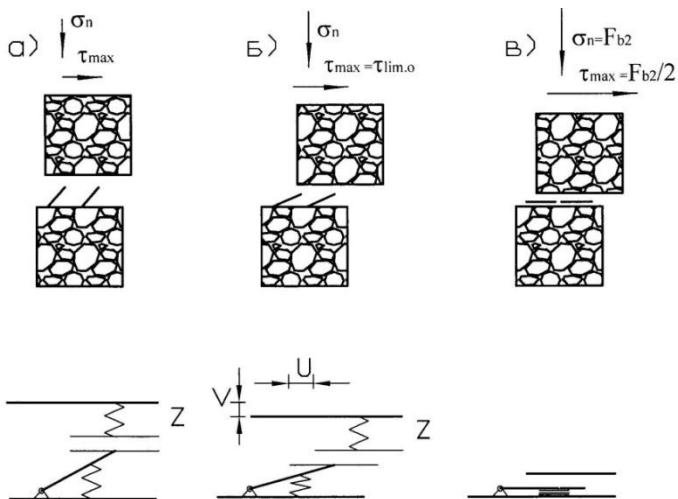 а)
σn
τmax
Б)
σn
τmax =τlim.o
в)
σn=Fb2
τmax=Fb2/2
Z
V
U
Z